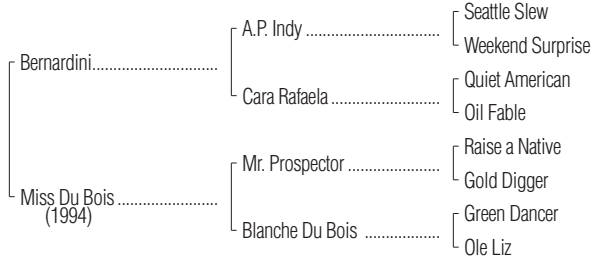 Seattle Slew
A.P. Indy ..............................
Weekend Surprise
Bernardini............................
Quiet American
Cara Rafaela.........................
Oil Fable
Raise a Native
Mr. Prospector .....................
Gold Digger
Miss Du Bois ......................
(1994)
Green Dancer
Blanche Du Bois .................
Ole Liz